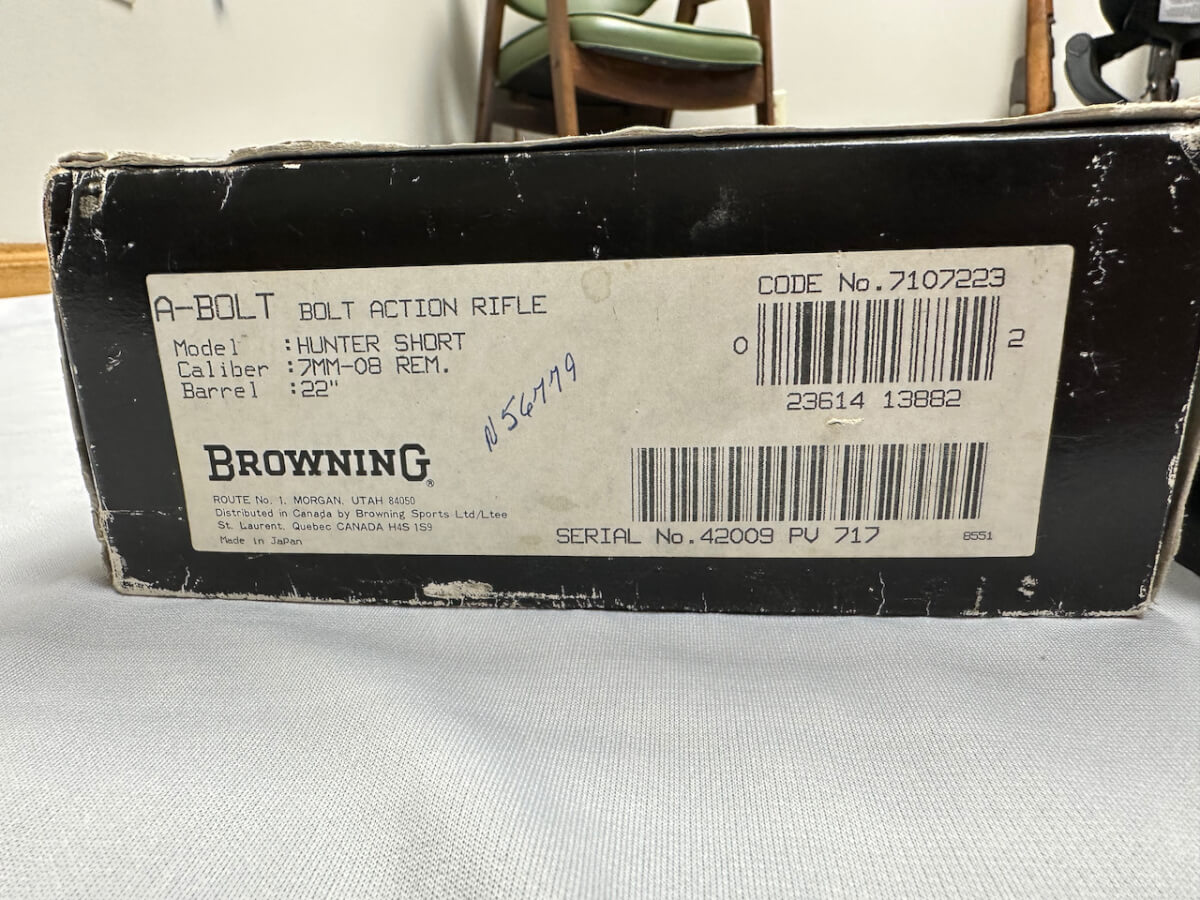 A-BOLT BOLT ACTION RIFLE
Model :HUNTER SHORT
Caliber :7MM-08 REM.
Barrel :22"
N56779
CODE No.7107223
0 2
23614 13882
BROWNING®
ROUTE No. 1, MORGAN, UTAH 84050
Distributed in Canada by Browning Sports Ltd/Ltee
St. Laurent, Quebec CANADA H4S 1S9
Made in Japan
SERIAL No.42009 PV 717
8551